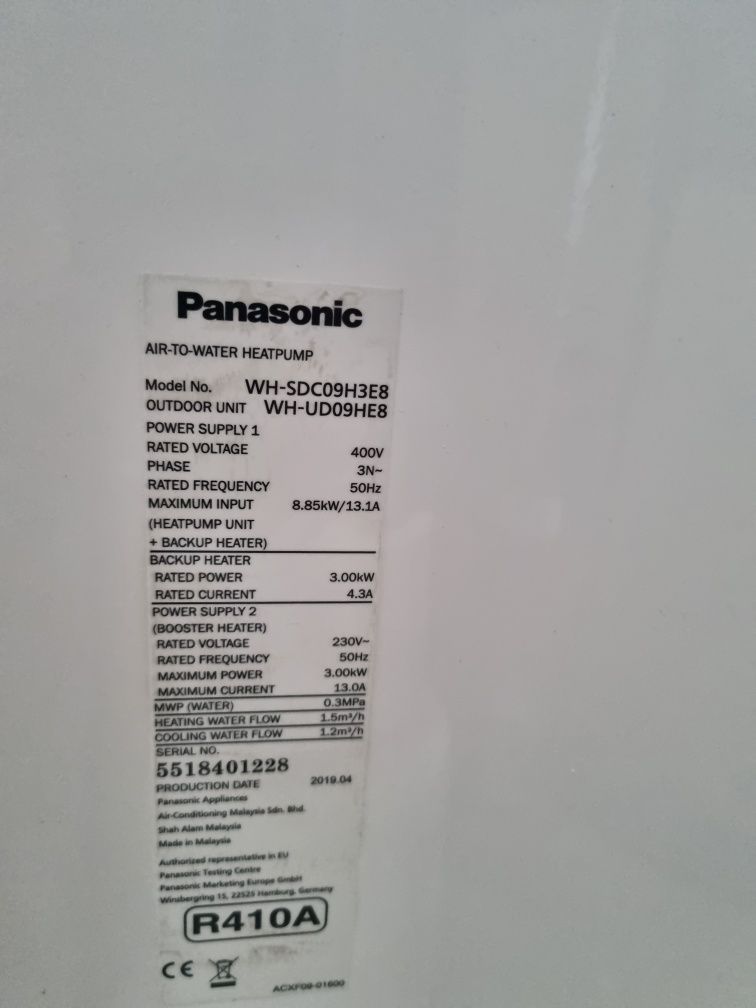 Panasonic
AIR-TO-WATER HEATPUMP
Model No. WH-SDC09H3E8
OUTDOOR UNIT WH-UD09HE8
POWER SUPPLY 1
RATED VOLTAGE 400V
PHASE 3N~
RATED FREQUENCY 50Hz
MAXIMUM INPUT 8.85kW/13.1A
(HEATPUMP UNIT
+ BACKUP HEATER)
BACKUP HEATER
RATED POWER 3.00kW
RATED CURRENT 4.3A
POWER SUPPLY 2
(BOOSTER HEATER)
RATED VOLTAGE 230V~
RATED FREQUENCY 50Hz
MAXIMUM POWER 3.00kW
MAXIMUM CURRENT 13.0A
MWP (WATER) 0.3MPa
HEATING WATER FLOW 1.5m³/h
COOLING WATER FLOW 1.2m³/h
SERIAL NO.
5518401228
PRODUCTION DATE 2019.04
Panasonic Appliances
Air-Conditioning Malaysia Sdn. Bhd.
Shah Alam Malaysia
Made in Malaysia
Authorized representative in EU
Panasonic Testing Centre
Panasonic Marketing Europe GmbH
Winsbergring 15, 22525 Hamburg, Germany
R410A
CE
ACXF09-01600